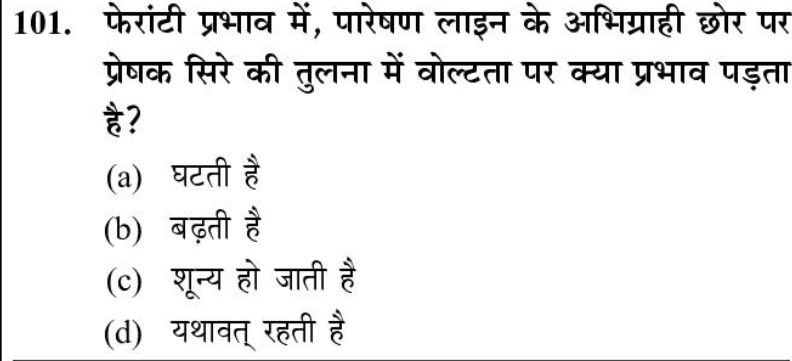 101. फेरांटी प्रभाव में, पारेषण लाइन के अभिग्राही छोर पर
प्रेषक सिरे की तुलना में वोल्टता पर क्या प्रभाव पड़ता
है?
(a) घटती है
(b) बढ़ती है
(c) शून्य हो जाती है
(d) यथावत् रहती है